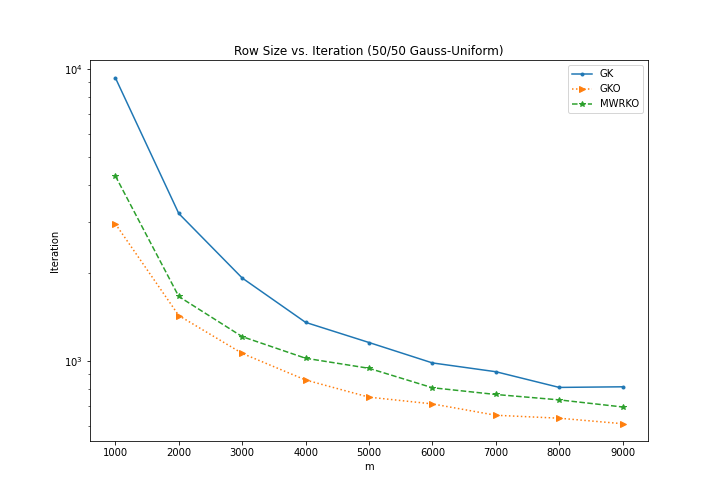 Row Size vs. Iteration (50/50 Gauss-Uniform)
10⁴
10³
Iteration
GK
GKO
MWRKO
1000 2000 3000 4000 5000 6000 7000 8000 9000
m